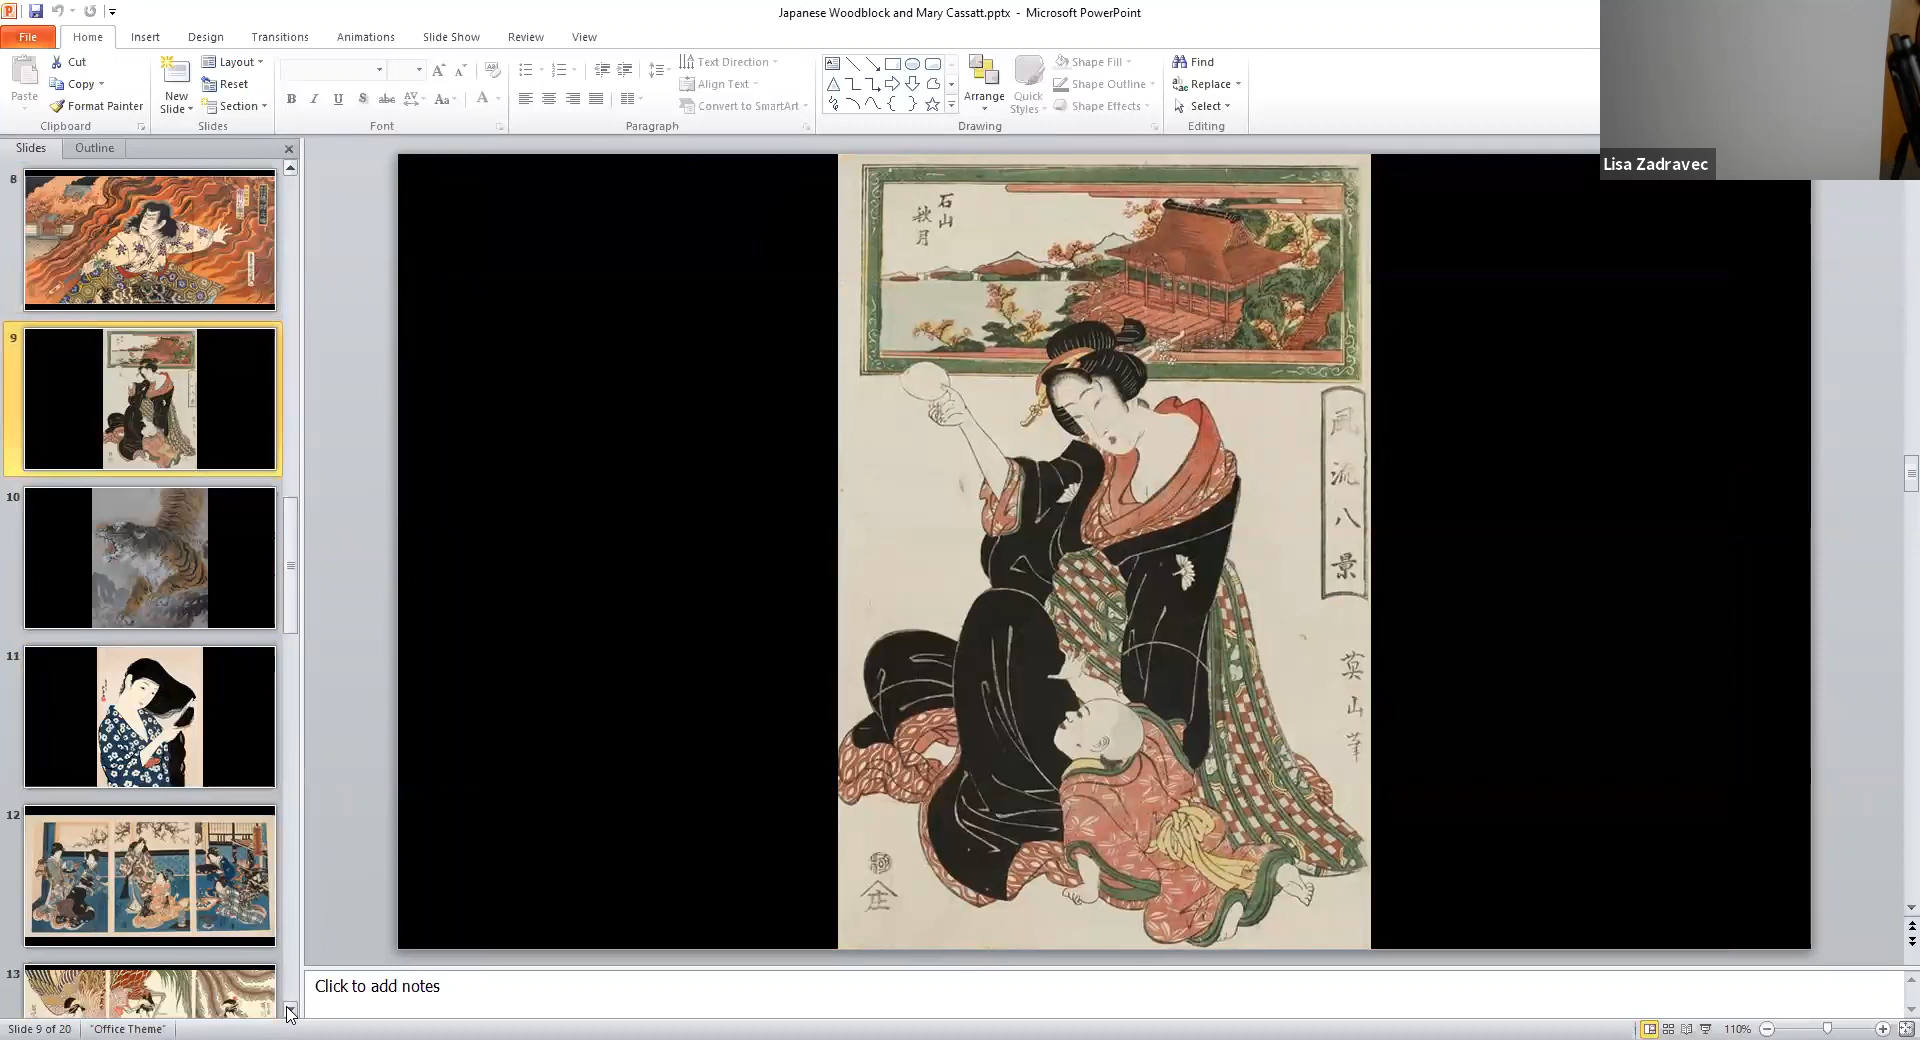 Japanese Woodblock and Mary Cassatt.pptx - Microsoft PowerPoint
File Home Insert Design Transitions Animations Slide Show Review View
Paste
Cut
Copy
Format Painter
Clipboard
New Slide
Layout
Reset
Section
Slides
B I U S abc AV Aa A
Font
Text Direction
Align Text
Convert to SmartArt
Paragraph
Arrange
Quick Styles
Shape Fill
Shape Outline
Shape Effects
Drawing
Find
Replace
Select
Editing
Lisa Zadravec
Slides Outline
8
9
10
11
12
13
石山
秋月
風流八景
英山筆
庄
Click to add notes
Slide 9 of 20 "Office Theme" 110%